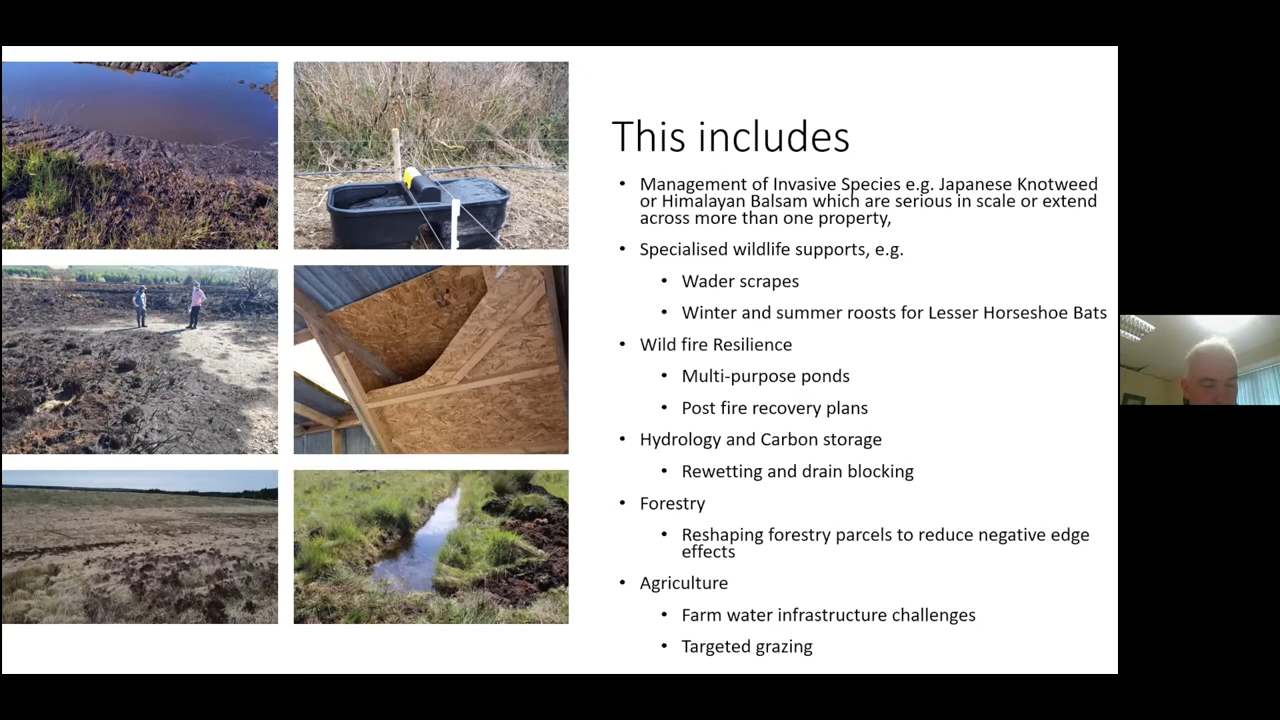 This includes
• Management of Invasive Species e.g. Japanese Knotweed
or Himalayan Balsam which are serious in scale or extend
across more than one property,
• Specialised wildlife supports, e.g.
• Wader scrapes
• Winter and summer roosts for Lesser Horseshoe Bats
• Wild fire Resilience
• Multi-purpose ponds
• Post fire recovery plans
• Hydrology and Carbon storage
• Rewetting and drain blocking
• Forestry
• Reshaping forestry parcels to reduce negative edge
effects
• Agriculture
• Farm water infrastructure challenges
• Targeted grazing